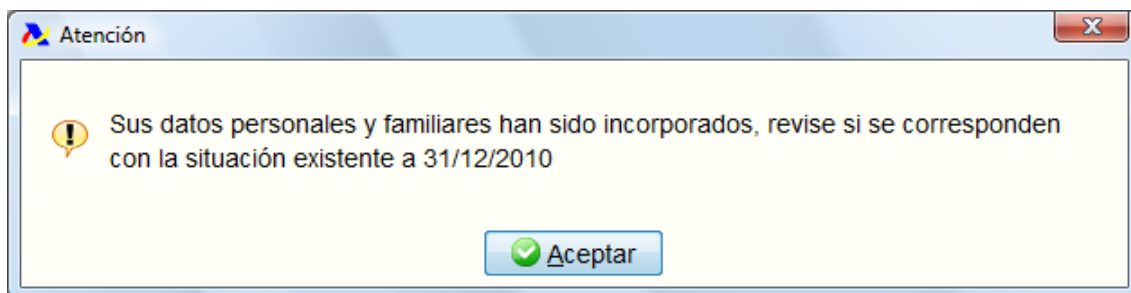 Atención
Sus datos personales y familiares han sido incorporados, revise si se corresponden
con la situación existente a 31/12/2010
Aceptar